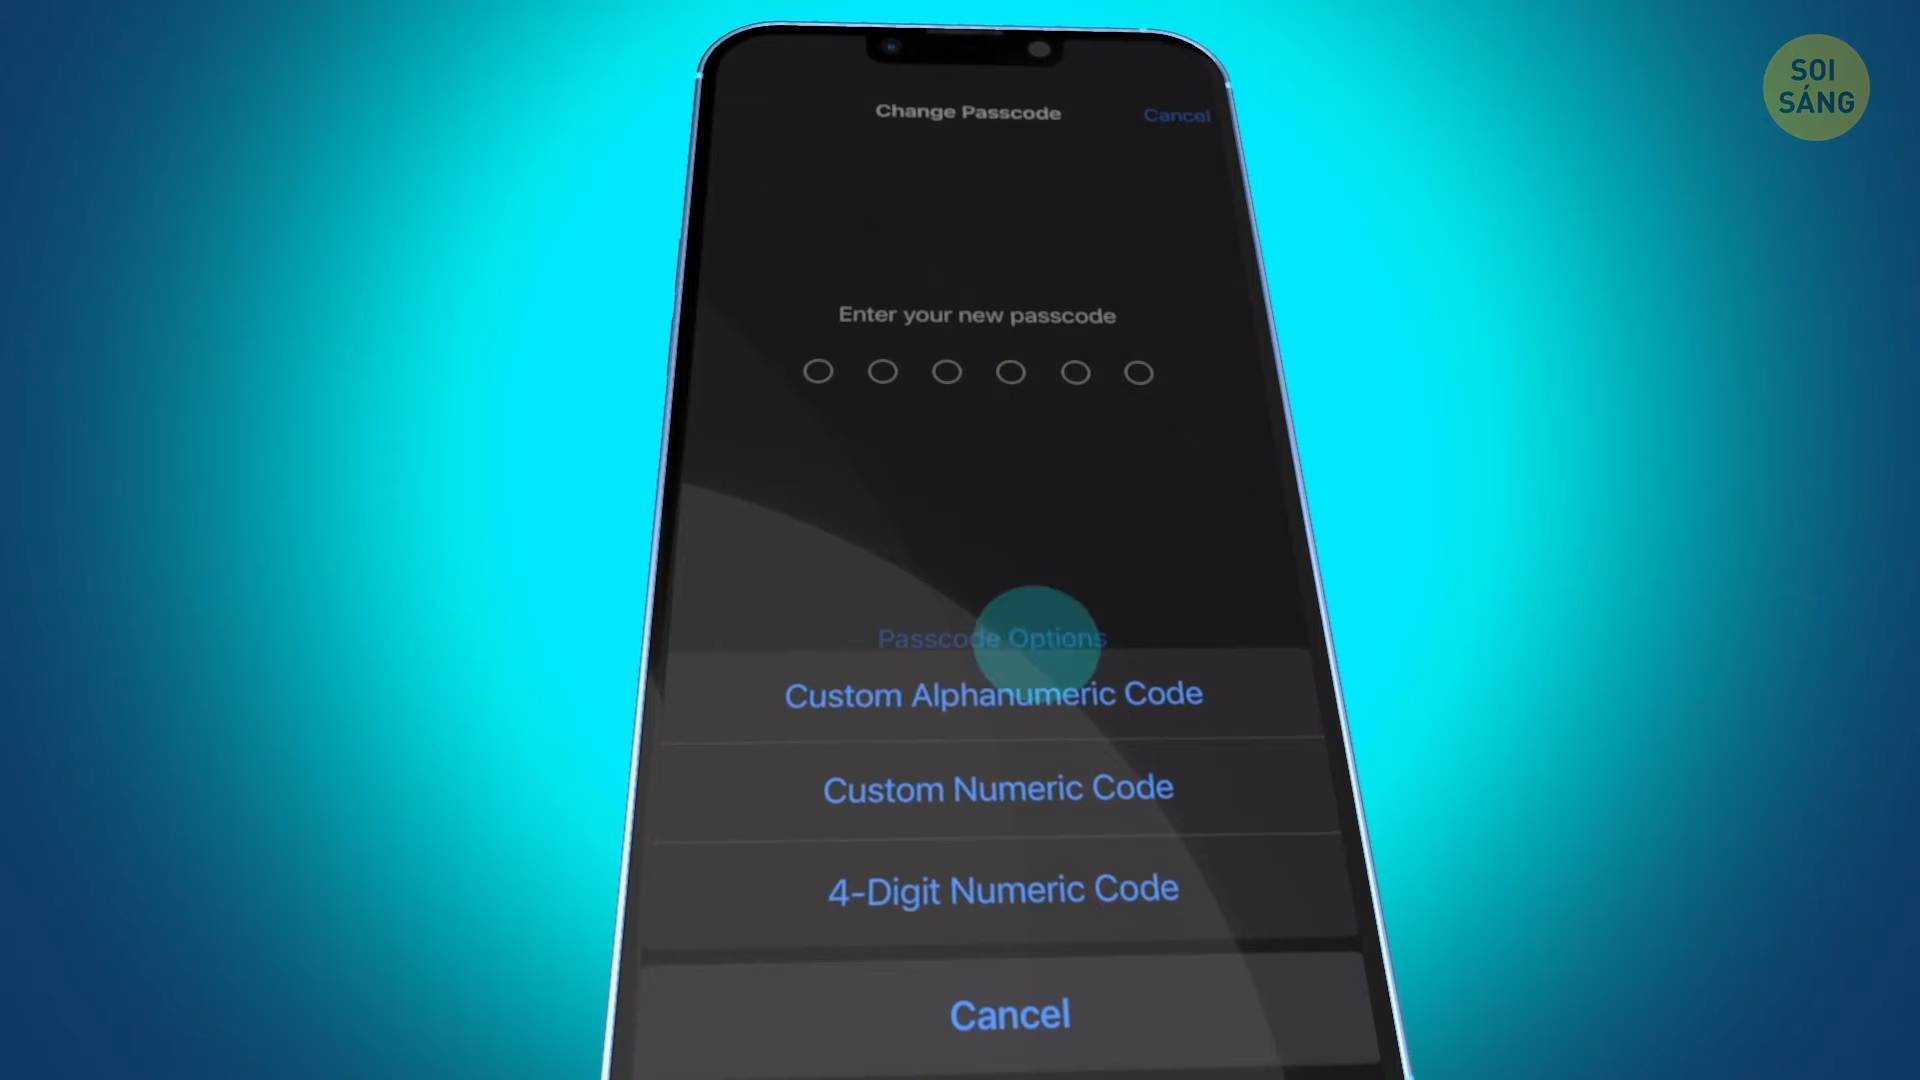 SOI
SÁNG
Change Passcode
Cancel
Enter your new passcode
Passcode Options
Custom Alphanumeric Code
Custom Numeric Code
4-Digit Numeric Code
Cancel